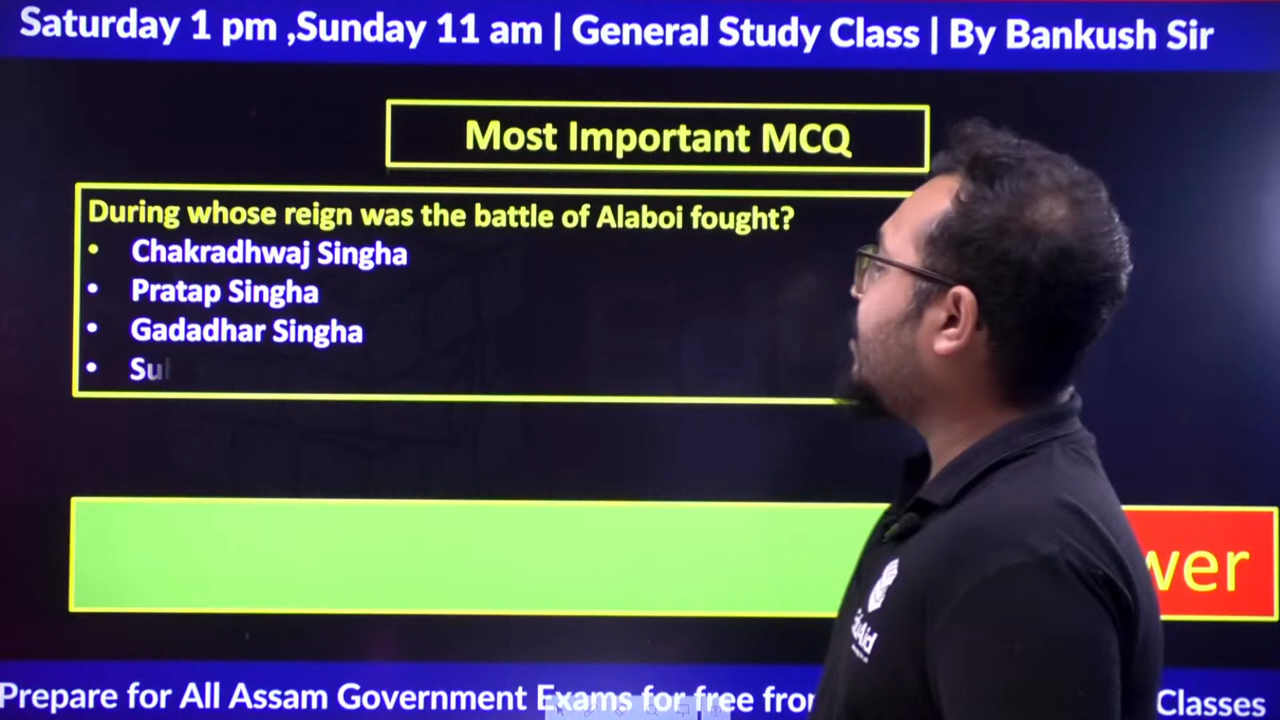 Saturday 1 pm ,Sunday 11 am | General Study Class | By Bankush Sir
Most Important MCQ
During whose reign was the battle of Alaboi fought?
• Chakradhwaj Singha
• Pratap Singha
• Gadadhar Singha
• Su
Prepare for All Assam Government Exams for free Classes